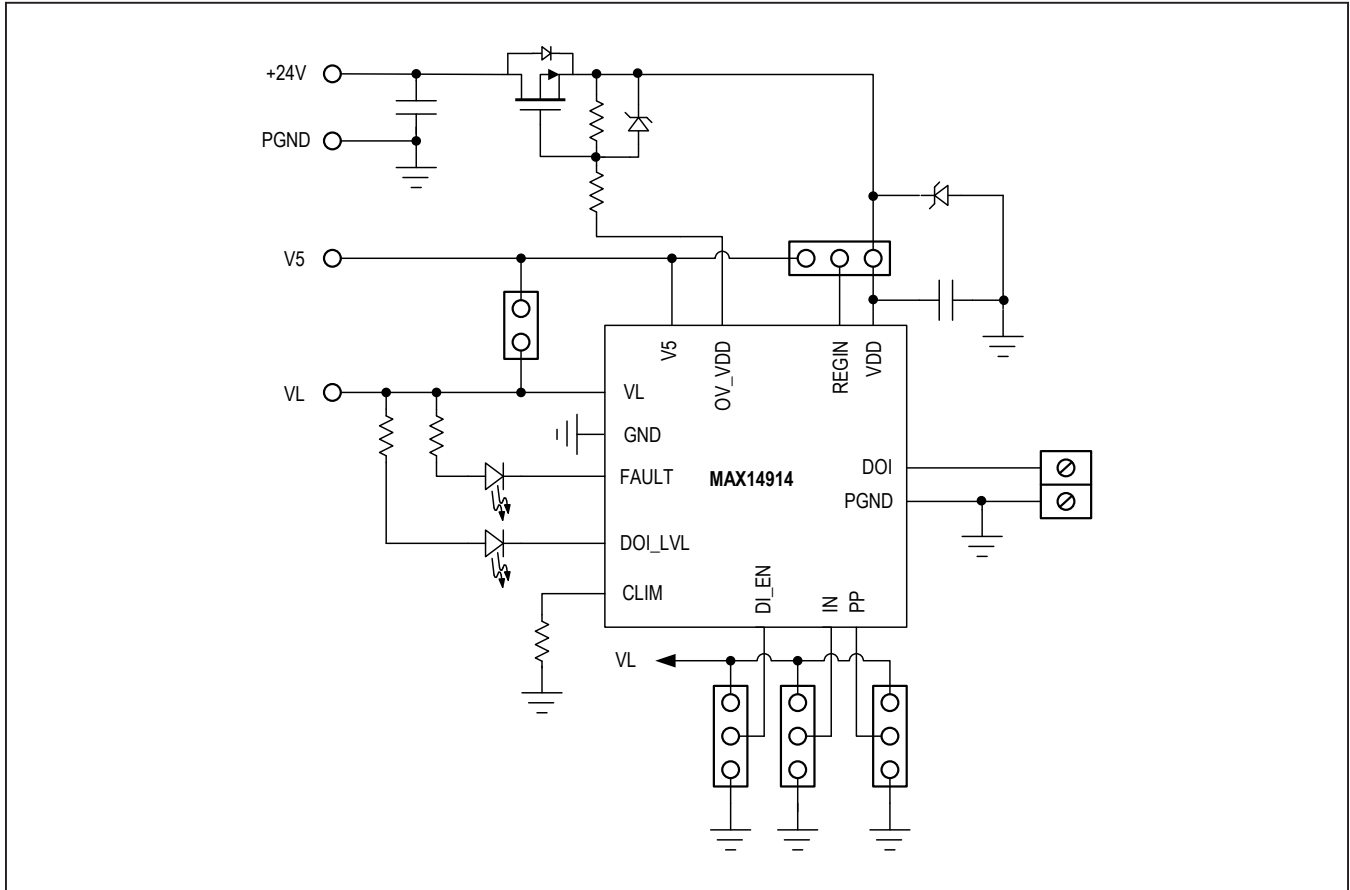 +24V
PGND
V5
VL
V5
OV_VDD
REGIN
VDD
VL
GND
FAULT
DOI_LVL
CLIM
MAX14914
DOI
PGND
DI_EN
IN
PP
VL